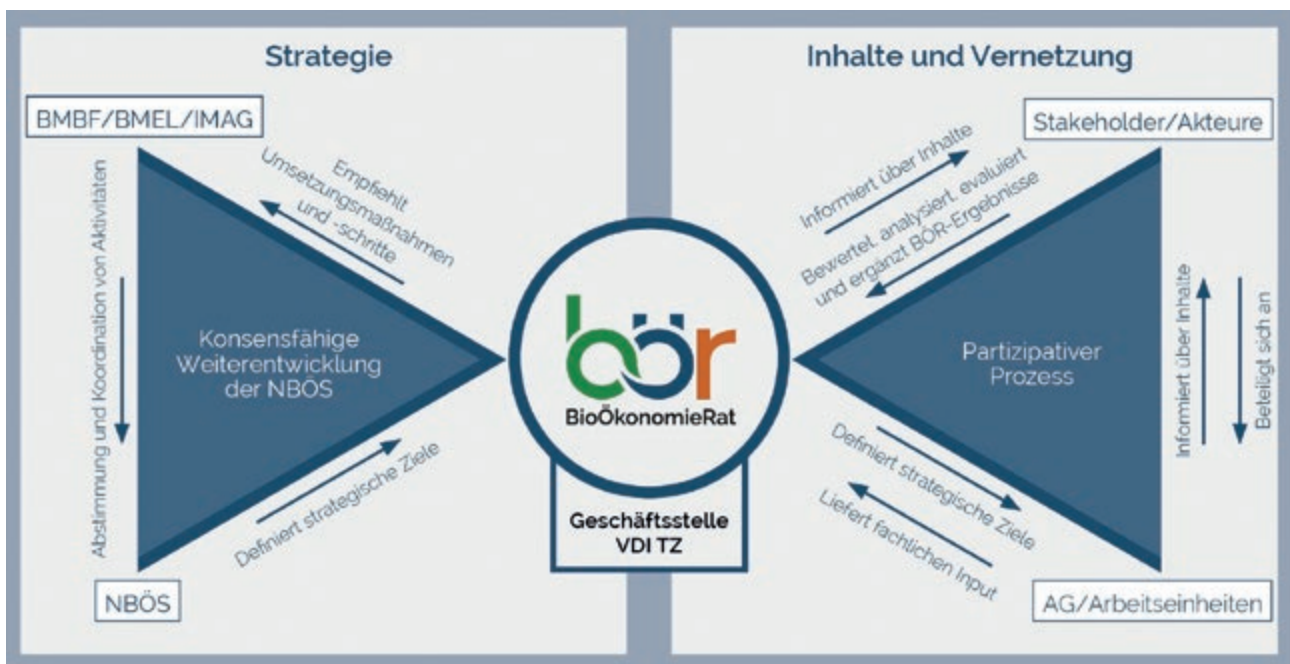 Strategie
BMBF/BMEL/IMAG
Empfiehlt
Umsetzungsmaßnahmen
und -schritte
Abstimmung und Koordination von Aktivitäten
Konsensfähige
Weiterentwicklung
der NBÖS
Definiert strategische Ziele
NBÖS
bör
BioÖkonomieRat
Geschäftsstelle
VDI TZ
Inhalte und Vernetzung
Stakeholder/Akteure
Informiert über Inhalte
Bewertet, analysiert, evaluiert
und ergänzt BÖR-Ergebnisse
Partizipativer
Prozess
Informiert über Inhalte
Beteiligt sich an
Definiert strategische Ziele
Liefert fachlichen Input
AG/Arbeitseinheiten